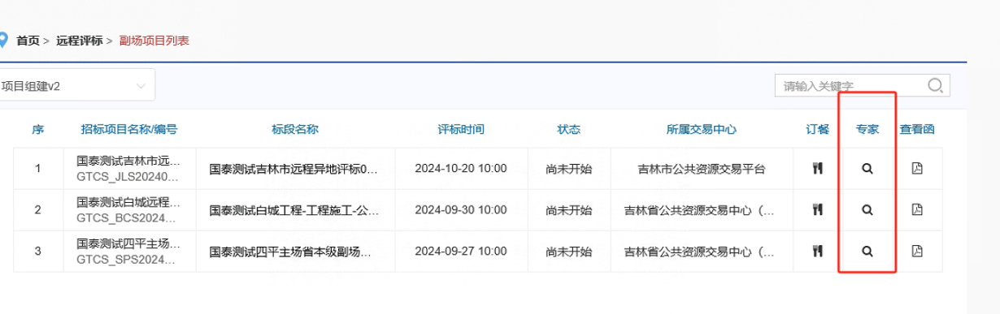 首页 > 远程评标 > 副场项目列表
项目组建v2
请输入关键字
序 招标项目名称/编号 标段名称 评标时间 状态 所属交易中心 订餐 专家 查看函
1 国泰测试吉林市远... 国泰测试吉林市远程异地评标0... 2024-10-20 10:00 尚未开始 吉林市公共资源交易平台
GTCS_JLS20240...
2 国泰测试白城远程... 国泰测试白城工程-工程施工-公... 2024-09-30 10:00 尚未开始 吉林省公共资源交易中心（...
GTCS_BCS2024...
3 国泰测试四平主场... 国泰测试四平主场省本级副场... 2024-09-27 10:00 尚未开始 吉林省公共资源交易中心（...
GTCS_SPS2024...